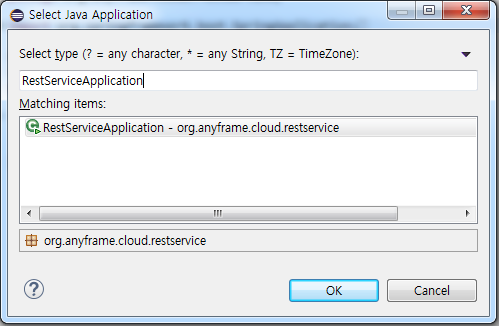 Select Java Application
Select type (? = any character, * = any String, TZ = TimeZone):
RestServiceApplication
Matching items:
RestServiceApplication - org.anyframe.cloud.restservice
org.anyframe.cloud.restservice
?
OK
Cancel